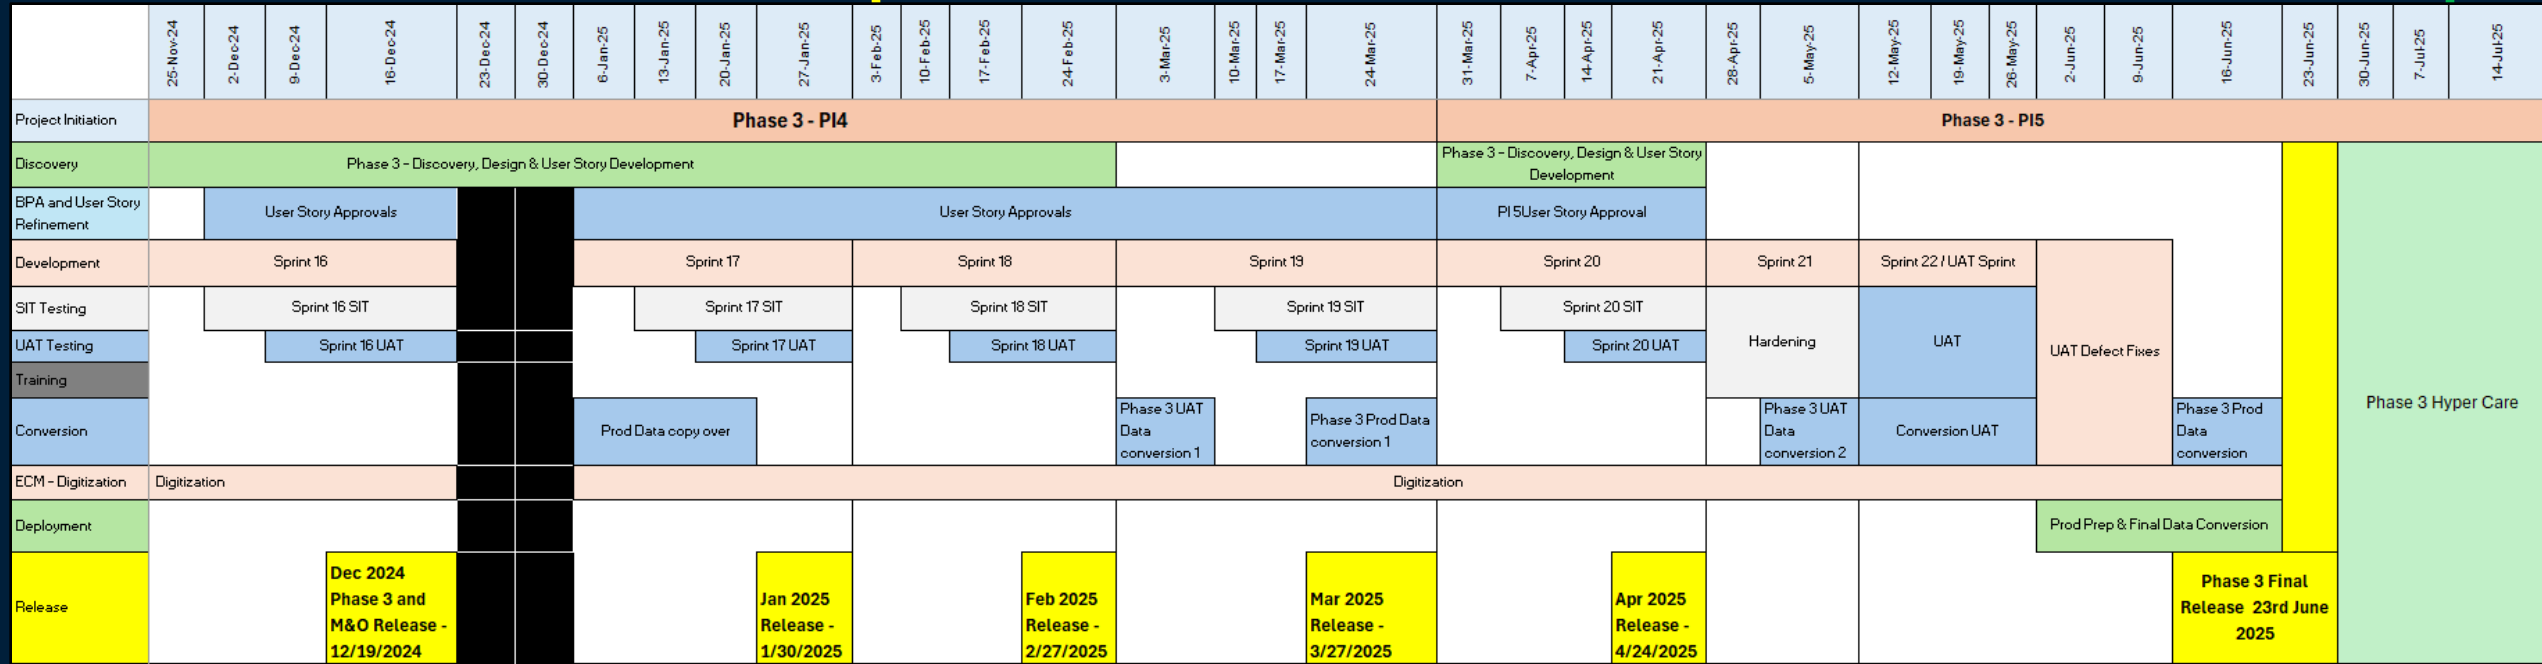 25-Nov-24
2-Dec-24
9-Dec-24
16-Dec-24
23-Dec-24
30-Dec-24
6-Jan-25
13-Jan-25
20-Jan-25
27-Jan-25
3-Feb-25
10-Feb-25
17-Feb-25
24-Feb-25
3-Mar-25
10-Mar-25
17-Mar-25
24-Mar-25
31-Mar-25
7-Apr-25
14-Apr-25
21-Apr-25
28-Apr-25
5-May-25
12-May-25
19-May-25
26-May-25
2-Jun-25
9-Jun-25
16-Jun-25
23-Jun-25
30-Jun-25
7-Jul-25
14-Jul-25
Project Initiation
Phase 3 - PI4
Phase 3 - PI5
Discovery
Phase 3 - Discovery, Design & User Story Development
Phase 3 - Discovery, Design & User Story
Development
BPA and User Story
Refinement
User Story Approvals
User Story Approvals
PI 5User Story Approval
Development
Sprint 16
Sprint 17
Sprint 18
Sprint 19
Sprint 20
Sprint 21
Sprint 22 / UAT Sprint
SIT Testing
Sprint 16 SIT
Sprint 17 SIT
Sprint 18 SIT
Sprint 19 SIT
Sprint 20 SIT
Hardening
UAT
UAT Defect Fixes
UAT Testing
Sprint 16 UAT
Sprint 17 UAT
Sprint 18 UAT
Sprint 19 UAT
Sprint 20 UAT
Training
Conversion
Prod Data copy over
Phase 3 UAT
Data
conversion 1
Phase 3 Prod Data
conversion 1
Phase 3 UAT
Data
conversion 2
Conversion UAT
Phase 3 Prod
Data
conversion
Phase 3 Hyper Care
ECM - Digitization
Digitization
Digitization
Deployment
Prod Prep & Final Data Conversion
Release
Dec 2024
Phase 3 and
M&O Release -
12/19/2024
Jan 2025
Release -
1/30/2025
Feb 2025
Release -
2/27/2025
Mar 2025
Release -
3/27/2025
Apr 2025
Release -
4/24/2025
Phase 3 Final
Release 23rd June
2025